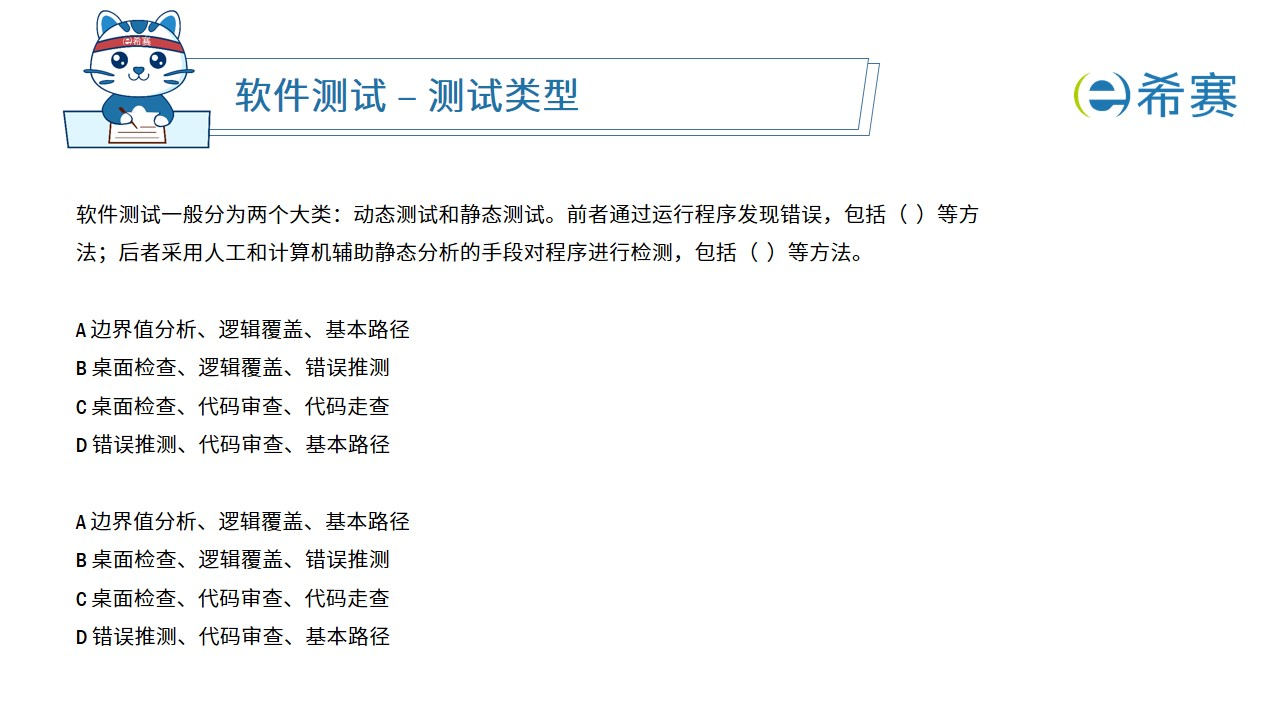 希赛
软件测试 – 测试类型
希赛
软件测试一般分为两个大类：动态测试和静态测试。前者通过运行程序发现错误，包括（ ）等方
法；后者采用人工和计算机辅助静态分析的手段对程序进行检测，包括（ ）等方法。
A 边界值分析、逻辑覆盖、基本路径
B 桌面检查、逻辑覆盖、错误推测
C 桌面检查、代码审查、代码走查
D 错误推测、代码审查、基本路径
A 边界值分析、逻辑覆盖、基本路径
B 桌面检查、逻辑覆盖、错误推测
C 桌面检查、代码审查、代码走查
D 错误推测、代码审查、基本路径